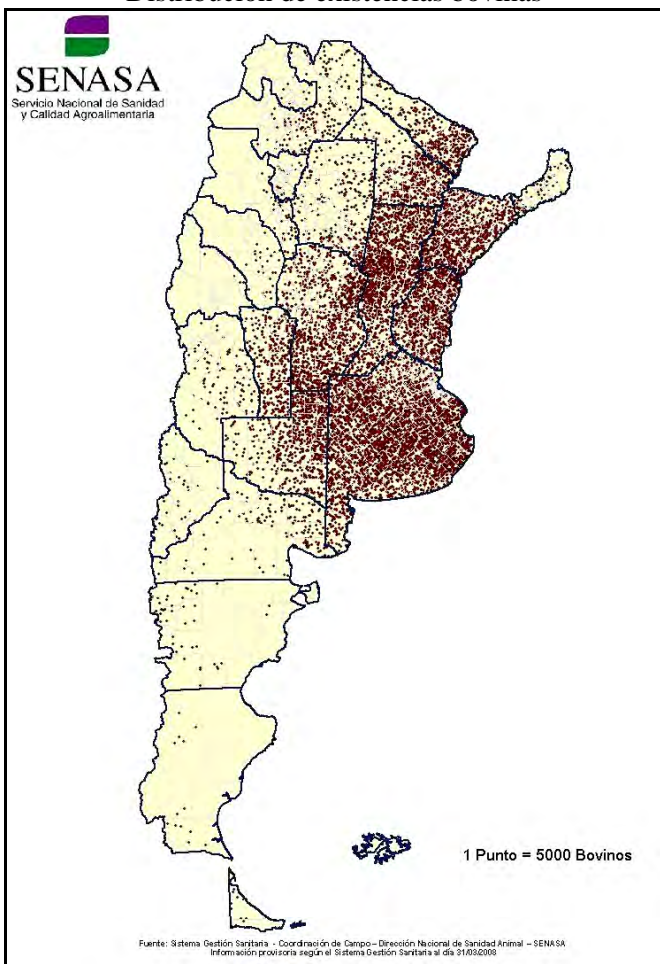 Distribución de existencias bovinas
SENASA
Servicio Nacional de Sanidad
y Calidad Agroalimentaria
1 Punto = 5000 Bovinos
Fuente: Sistema Gestión Sanitaria - Coordinación de Campo – Dirección Nacional de Sanidad Animal – SENASA
Información provisoria según el Sistema Gestión Sanitaria al día 31/03/2008